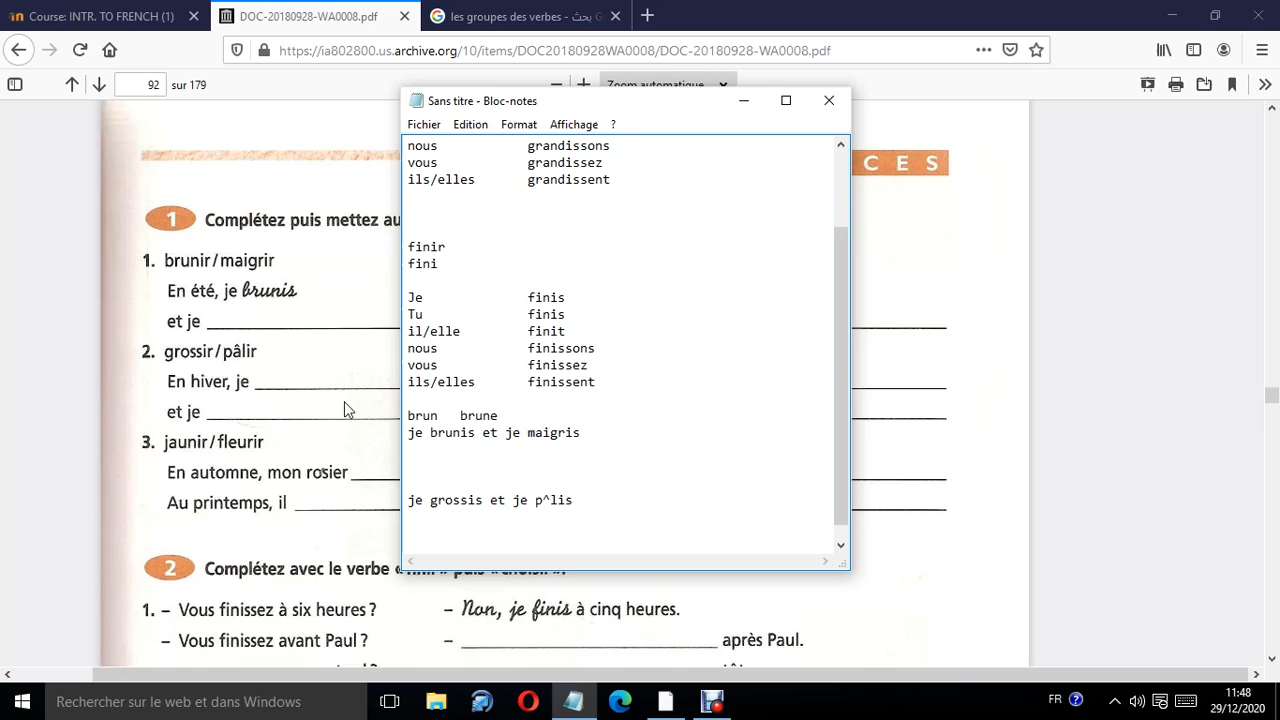 Course: INTR. TO FRENCH (1)
DOC-20180928-WA0008.pdf
les groupes des verbes - بحث G
https://ia802800.us.archive.org/10/items/DOC20180928WA0008/DOC-20180928-WA0008.pdf
92 sur 179
Zoom automatique
Sans titre - Bloc-notes
Fichier Edition Format Affichage ?
nous grandissons
vous grandissez
ils/elles grandissent
finir
fini
Je finis
Tu finis
il/elle finit
nous finissons
vous finissez
ils/elles finissent
brun brune
je brunis et je maigris
je grossis et je p^lis
C E S
1 Complétez puis mettez au
1. brunir/maigrir
En été, je brunis
et je
2. grossir/pâlir
En hiver, je
et je
3. jaunir/fleurir
En automne, mon rosier
Au printemps, il
2 Complétez avec le verbe
1. – Vous finissez à six heures ? – Non, je finis à cinq heures.
– Vous finissez avant Paul ? – après Paul.
Rechercher sur le web et dans Windows
FR
11:48
29/12/2020